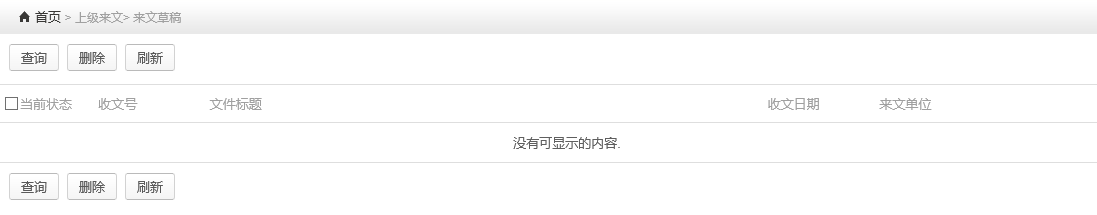 首页 > 上级来文> 来文草稿
查询 删除 刷新
当前状态 收文号 文件标题 收文日期 来文单位
没有可显示的内容.
查询 删除 刷新